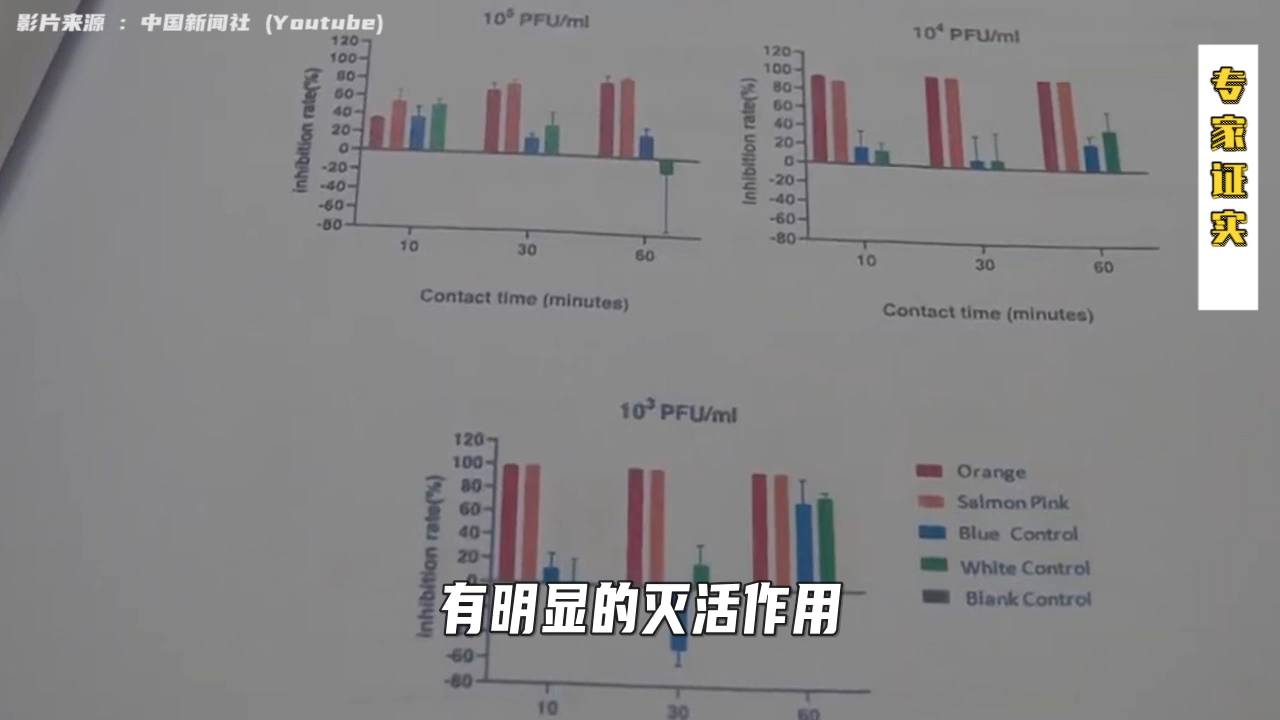 影片来源 : 中国新闻社 (Youtube)
专家证实
10⁵ PFU/ml
inhibition rate(%)
120
100
80
60
40
20
0
-20
-40
-60
-80
10
30
60
Contact time (minutes)
10⁴ PFU/ml
Inhibition rate(%)
120
100
80
60
40
20
0
-20
-40
-60
-80
10
30
60
Contact time (minutes)
10³ PFU/ml
Inhibition rate(%)
120
100
80
60
40
20
0
-60
-80
10
30
60
Orange
Salmon Pink
Blue Control
White Control
Blank Control
有明显的灭活作用